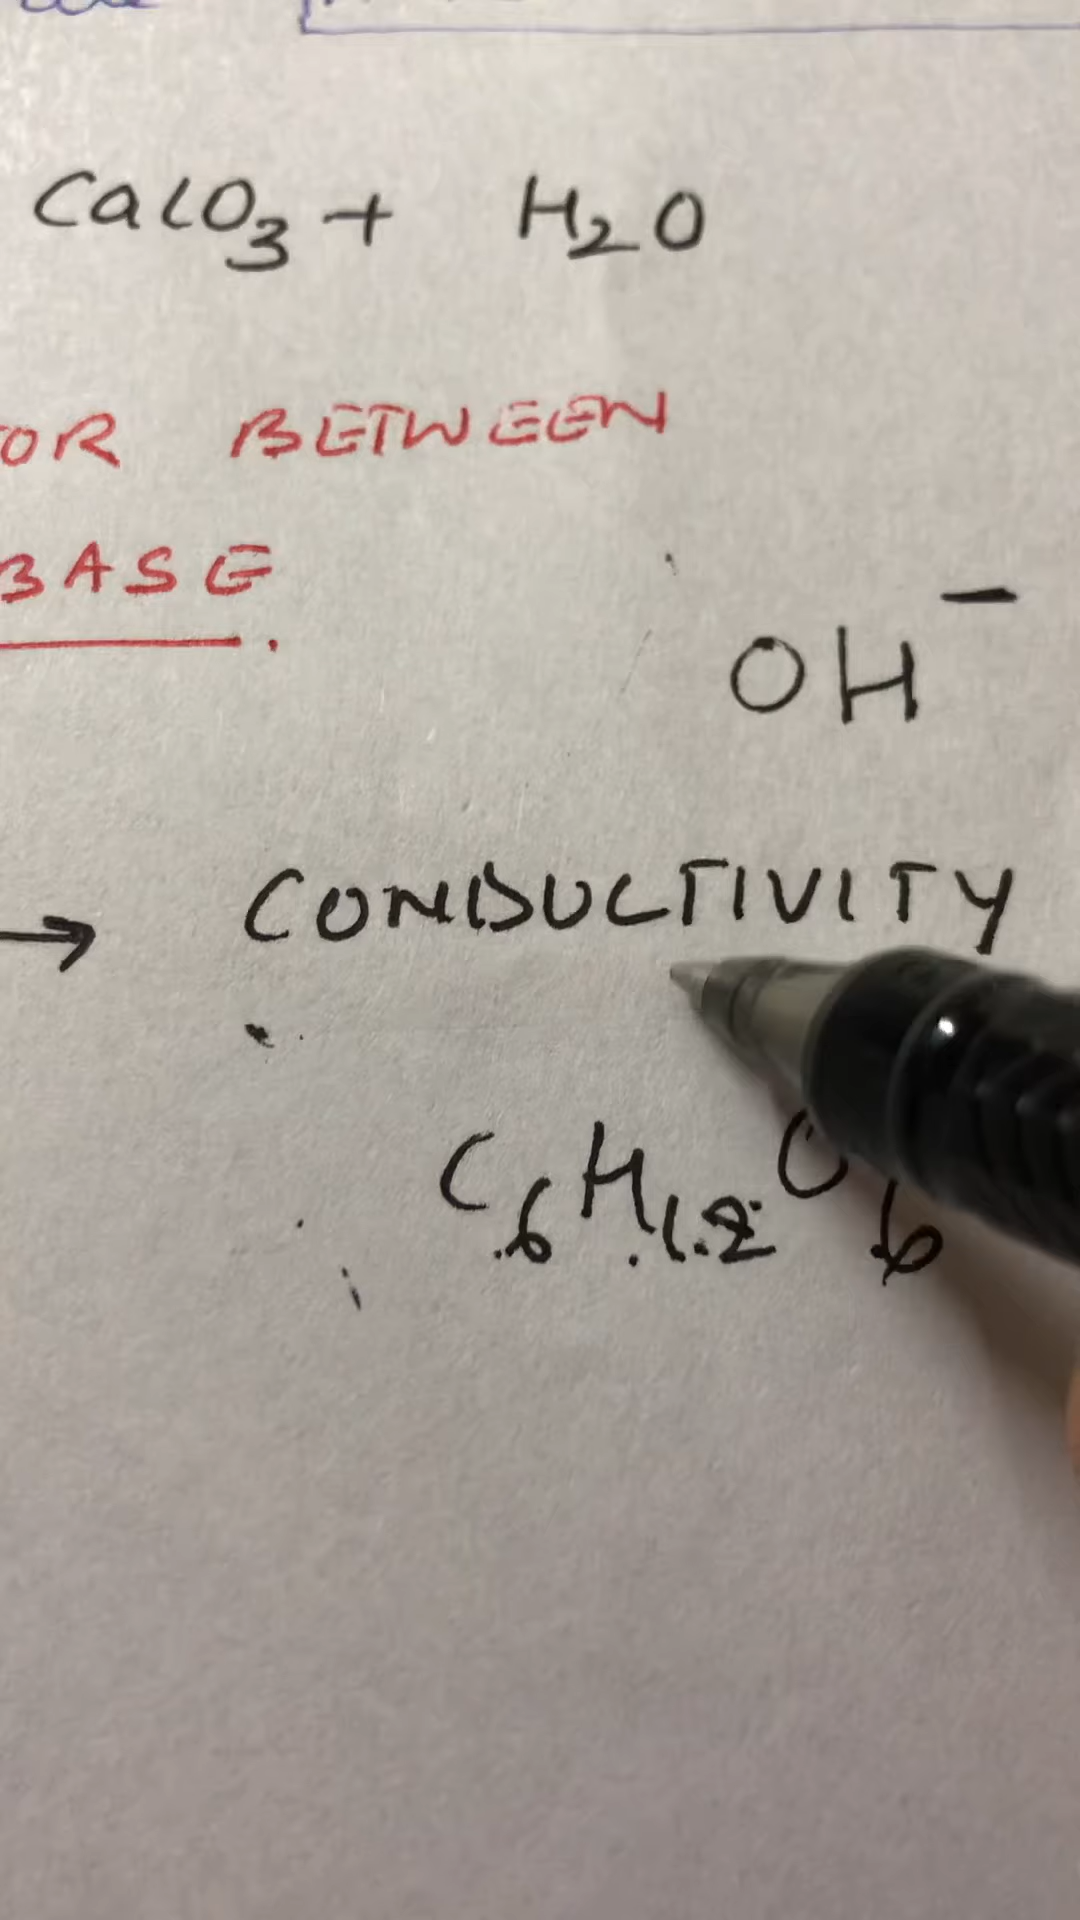 CaCO₃ + H₂O
OR BETWEEN
BASE.
OH⁻
→ CONDUCTIVITY
C₆H₁₂O₆